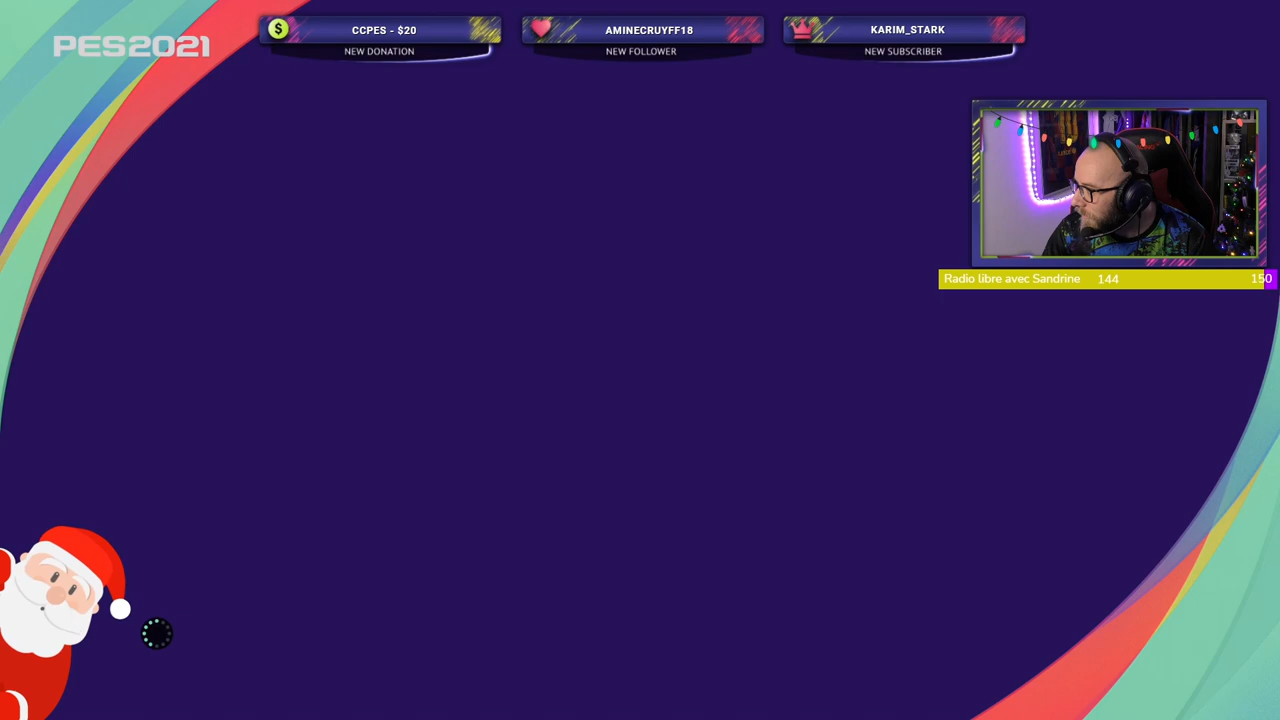 PES2021
CCPES - $20
NEW DONATION
AMINECRUYFF18
NEW FOLLOWER
KARIM_STARK
NEW SUBSCRIBER
Radio libre avec Sandrine 144 150